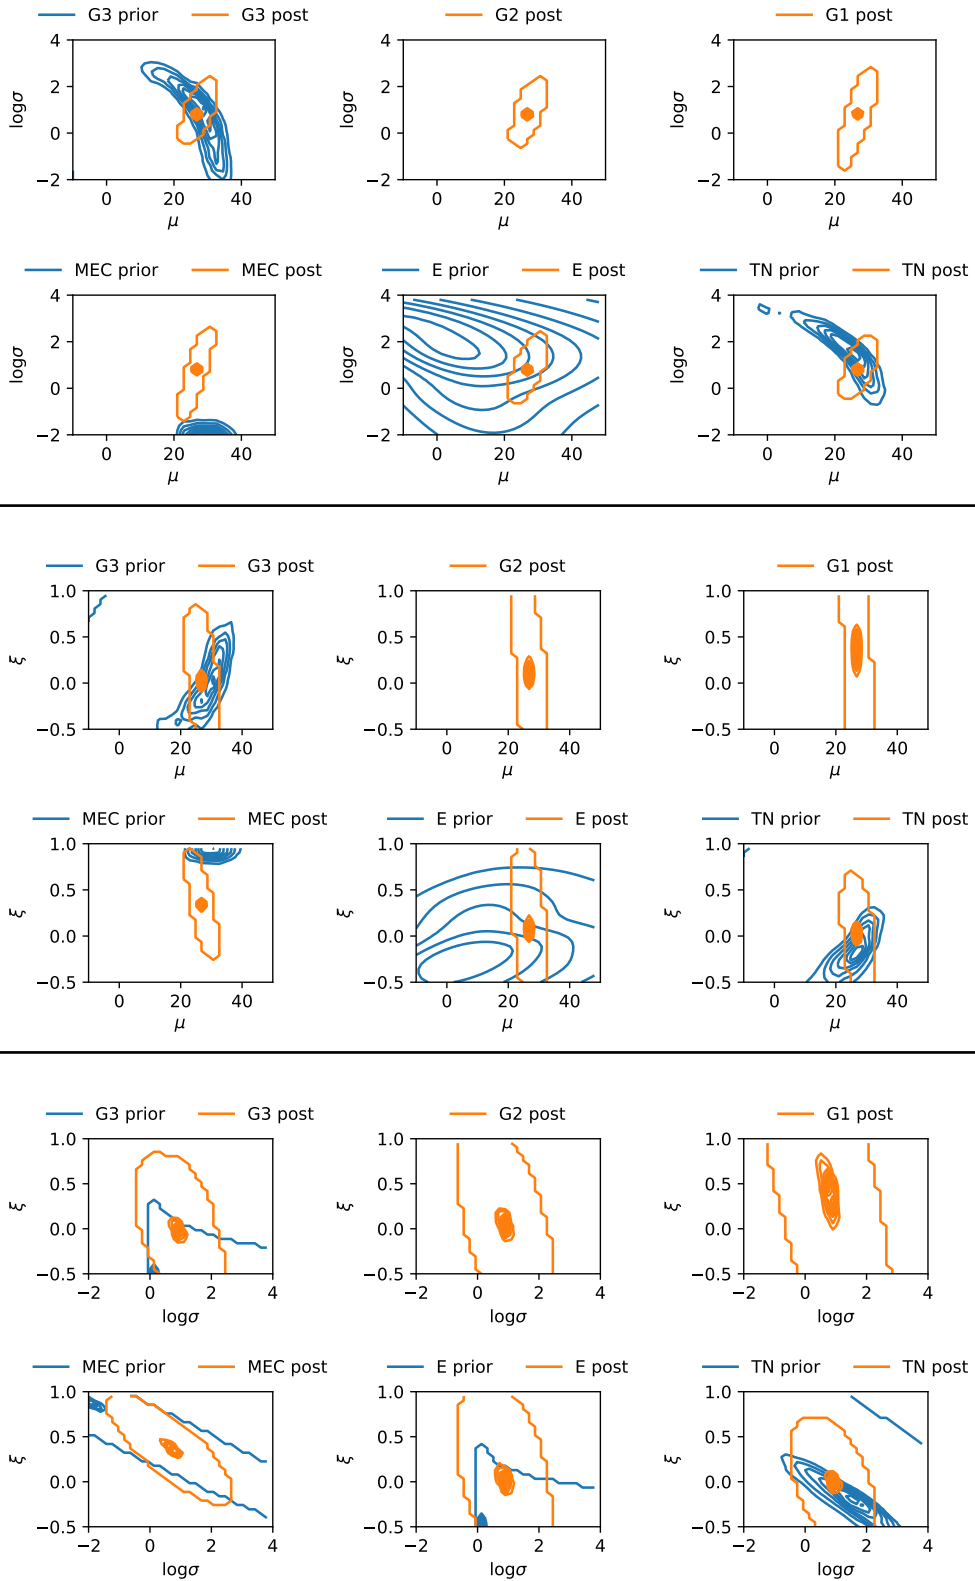 G3 prior G3 post G2 post G1 post
4 4 4
2 2 2
0 0 0
−2 −2 −2
logσ logσ logσ
0 20 40 0 20 40 0 20 40
μ μ μ
MEC prior MEC post E prior E post TN prior TN post
4 4 4
2 2 2
0 0 0
−2 −2 −2
logσ logσ logσ
0 20 40 0 20 40 0 20 40
μ μ μ
G3 prior G3 post G2 post G1 post
1.0 1.0 1.0
0.5 0.5 0.5
0.0 0.0 0.0
−0.5 −0.5 −0.5
ξ ξ ξ
0 20 40 0 20 40 0 20 40
μ μ μ
MEC prior MEC post E prior E post TN prior TN post
1.0 1.0 1.0
0.5 0.5 0.5
0.0 0.0 0.0
−0.5 −0.5 −0.5
ξ ξ ξ
0 20 40 0 20 40 0 20 40
μ μ μ
G3 prior G3 post G2 post G1 post
1.0 1.0 1.0
0.5 0.5 0.5
0.0 0.0 0.0
−0.5 −0.5 −0.5
ξ ξ ξ
−2 0 2 4 −2 0 2 4 −2 0 2 4
logσ logσ logσ
MEC prior MEC post E prior E post TN prior TN post
1.0 1.0 1.0
0.5 0.5 0.5
0.0 0.0 0.0
−0.5 −0.5 −0.5
ξ ξ ξ
−2 0 2 4 −2 0 2 4 −2 0 2 4
logσ logσ logσ